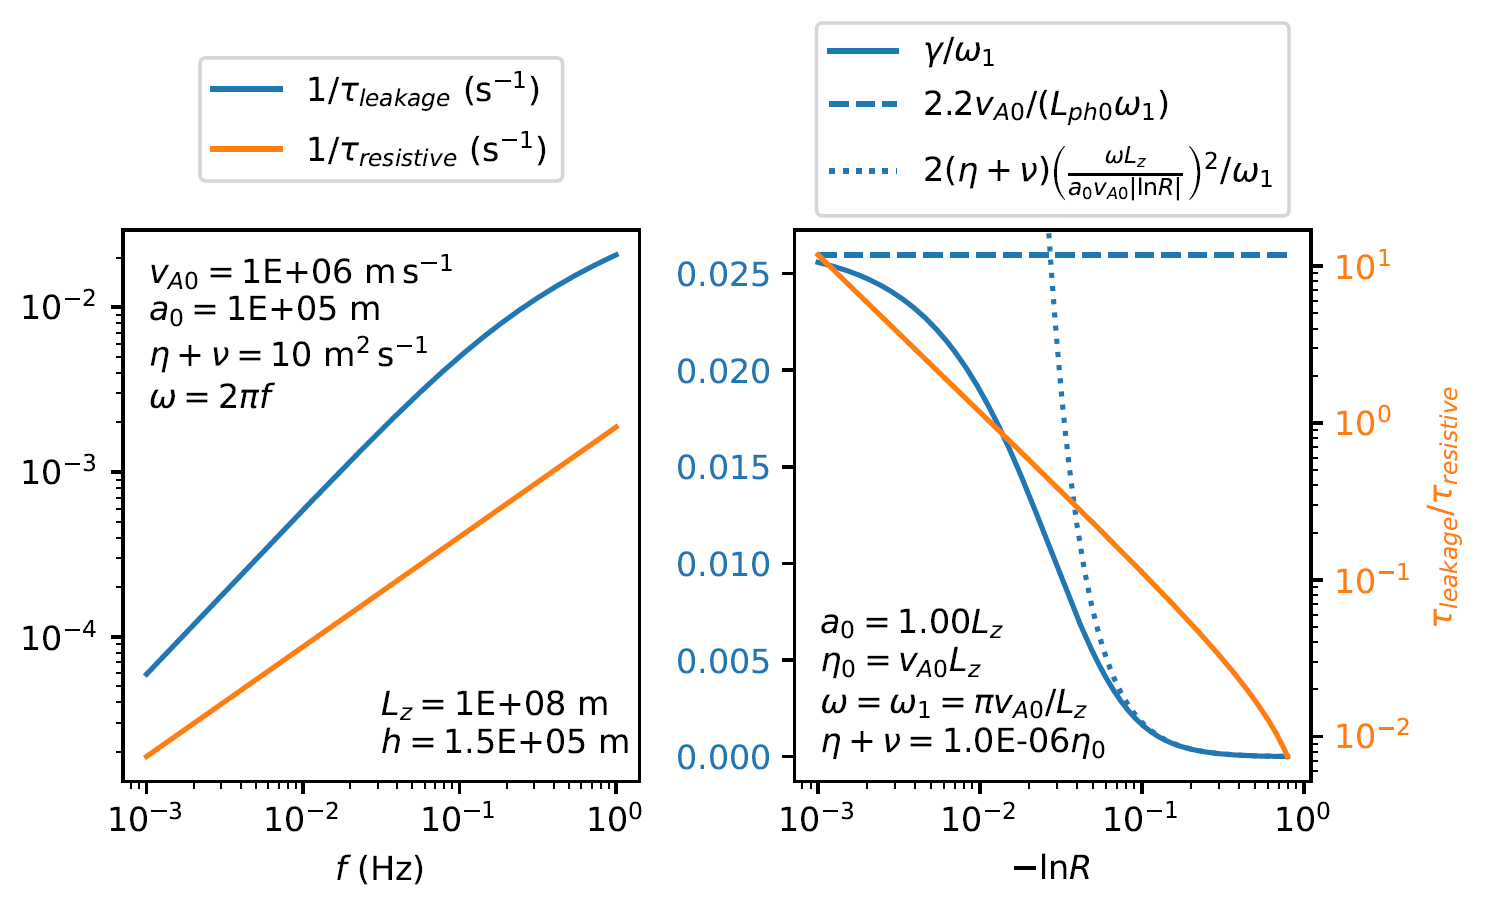 1/τ_leakage (s⁻¹)
1/τ_resistive (s⁻¹)
v_A0 = 1E+06 m s⁻¹
a₀ = 1E+05 m
η + ν = 10 m² s⁻¹
ω = 2πf
L_z = 1E+08 m
h = 1.5E+05 m
10⁻²
10⁻³
10⁻⁴
10⁻³ 10⁻² 10⁻¹ 10⁰
f (Hz)
γ/ω₁
2.2v_A0/(L_ph0ω₁)
2(η + ν)(ωL_z/(a₀v_A0|lnR|))²/ω₁
0.025
0.020
0.015
0.010
0.005
0.000
a₀ = 1.00L_z
η₀ = v_A0L_z
ω = ω₁ = πv_A0/L_z
η + ν = 1.0E-06η₀
10⁻³ 10⁻² 10⁻¹ 10⁰
−lnR
10¹
10⁰
10⁻¹
10⁻²
τ_leakage/τ_resistive